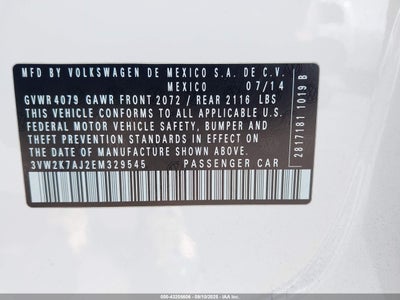 MFD BY VOLKSWAGEN DE MEXICO S.A. DE C.V.
MEXICO 07/14
GVWR 4079 GAWR FRONT 2072 / REAR 2116 LBS
THIS VEHICLE CONFORMS TO ALL APPLICABLE U.S.
FEDERAL MOTOR VEHICLE SAFETY, BUMPER AND
THEFT PREVENTION STANDARDS IN EFFECT ON THE
DATE OF MANUFACTURE SHOWN ABOVE.
3VW2K7AJ2EM329545 PASSENGER CAR
2817181 1019 B